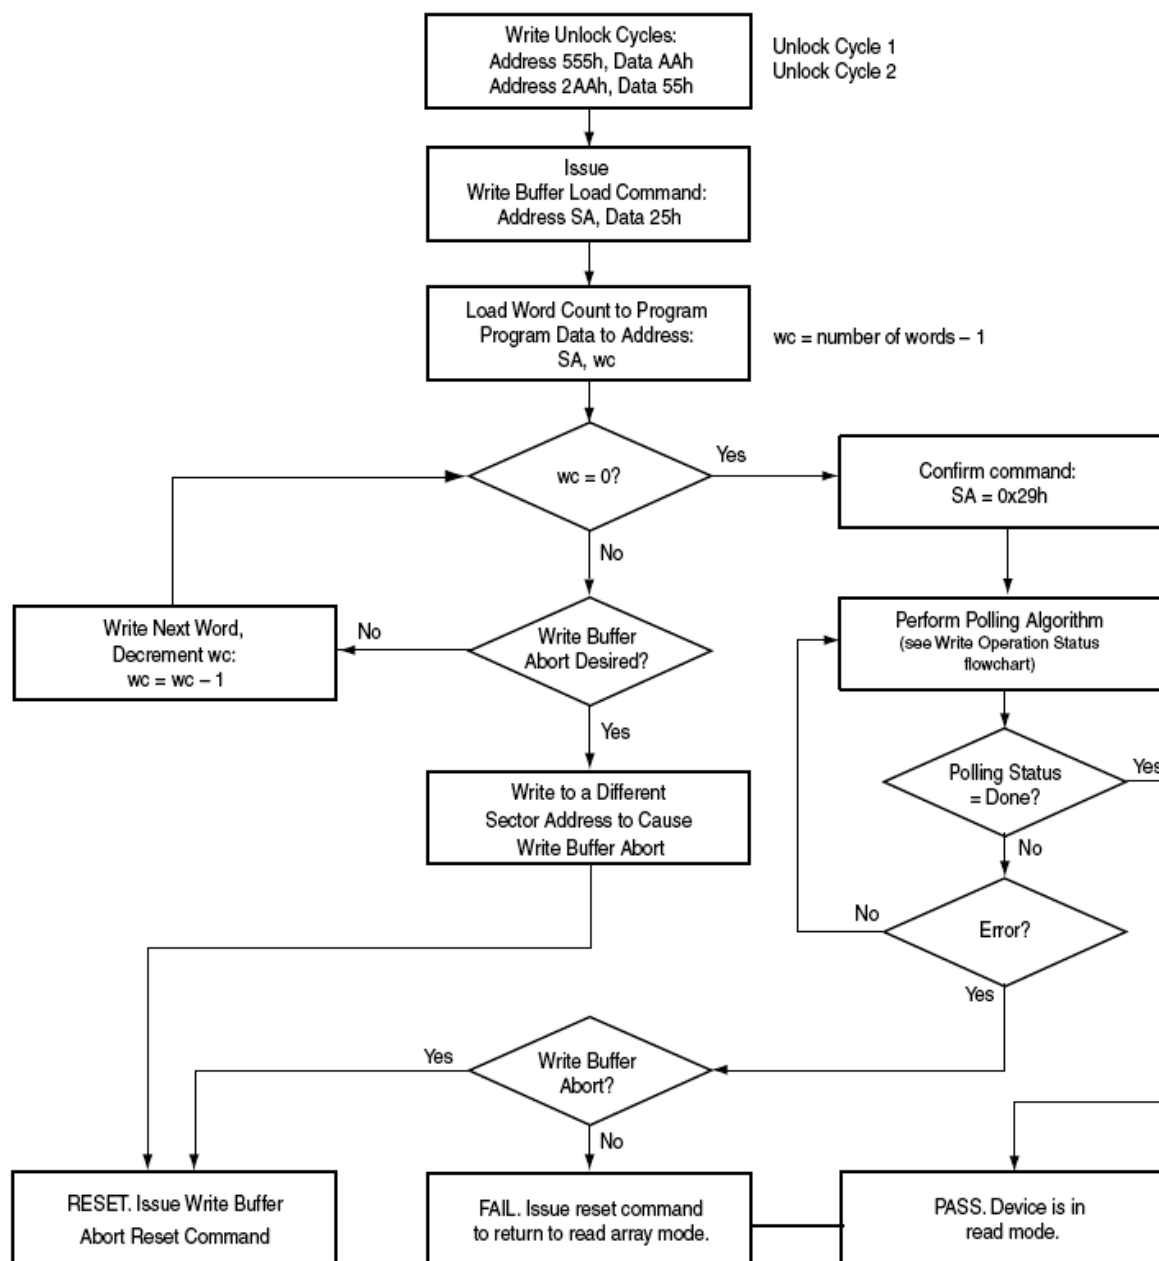 Write Unlock Cycles:
Address 555h, Data AAh
Address 2AAh, Data 55h
Unlock Cycle 1
Unlock Cycle 2
Issue
Write Buffer Load Command:
Address SA, Data 25h
Load Word Count to Program
Program Data to Address:
SA, wc
wc = number of words – 1
wc = 0?
Yes
Confirm command:
SA = 0x29h
No
Write Next Word,
Decrement wc:
wc = wc – 1
No
Write Buffer
Abort Desired?
Perform Polling Algorithm
(see Write Operation Status
flowchart)
Yes
Write to a Different
Sector Address to Cause
Write Buffer Abort
Polling Status
= Done?
Yes
No
No
Error?
Yes
Yes
Write Buffer
Abort?
No
RESET. Issue Write Buffer
Abort Reset Command
FAIL. Issue reset command
to return to read array mode.
PASS. Device is in
read mode.